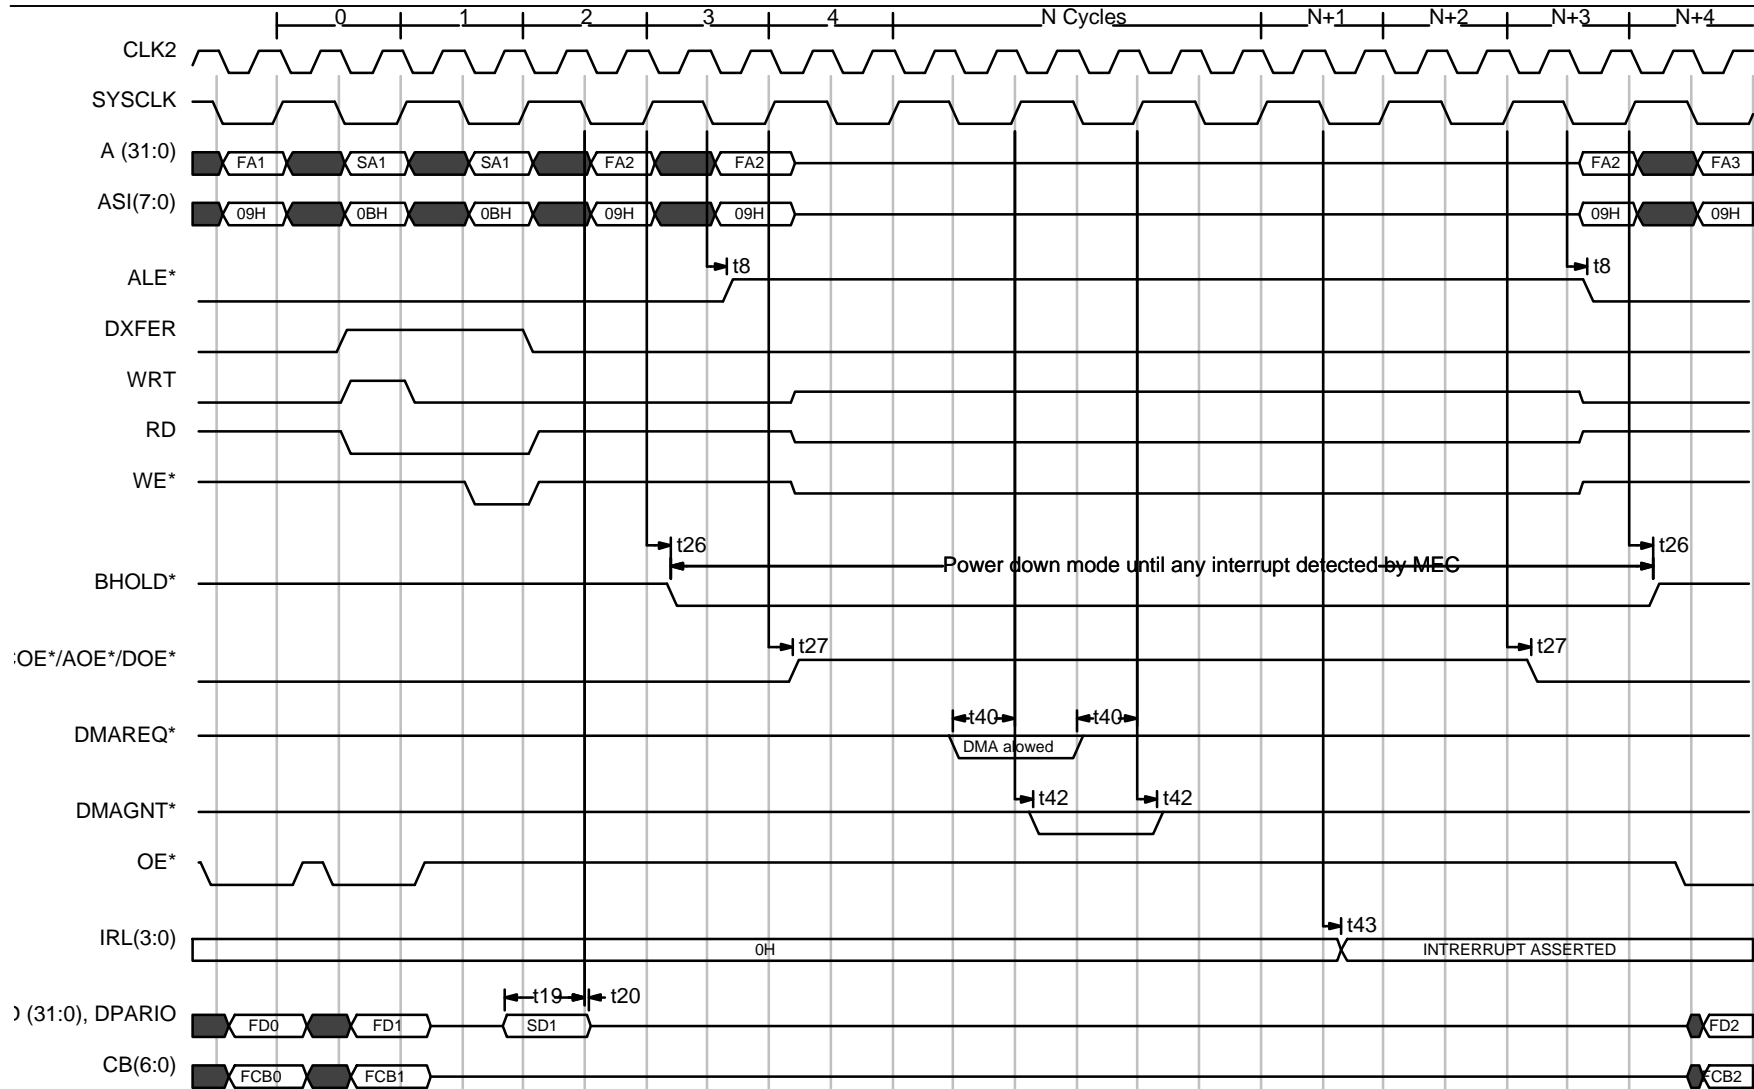 0 1 2 3 4 N Cycles N+1 N+2 N+3 N+4
CLK2
SYSCLK
A (31:0) FA1 SA1 SA1 FA2 FA2 FA2 FA3
ASI(7:0) 09H 0BH 0BH 09H 09H 09H 09H
ALE* t8 t8
DXFER
WRT
RD
WE*
t26 t26
Power down mode until any interrupt detected by MEC
BHOLD*
OE*/AOE*/DOE* t27 t27
DMAREQ* t40 t40
DMA alowed
DMAGNT* t42 t42
OE*
t43
IRL(3:0) 0H INTRERRUPT ASSERTED
t19 t20
(31:0), DPARIO FD0 FD1 SD1 FD2
CB(6:0) FCB0 FCB1 FCB2